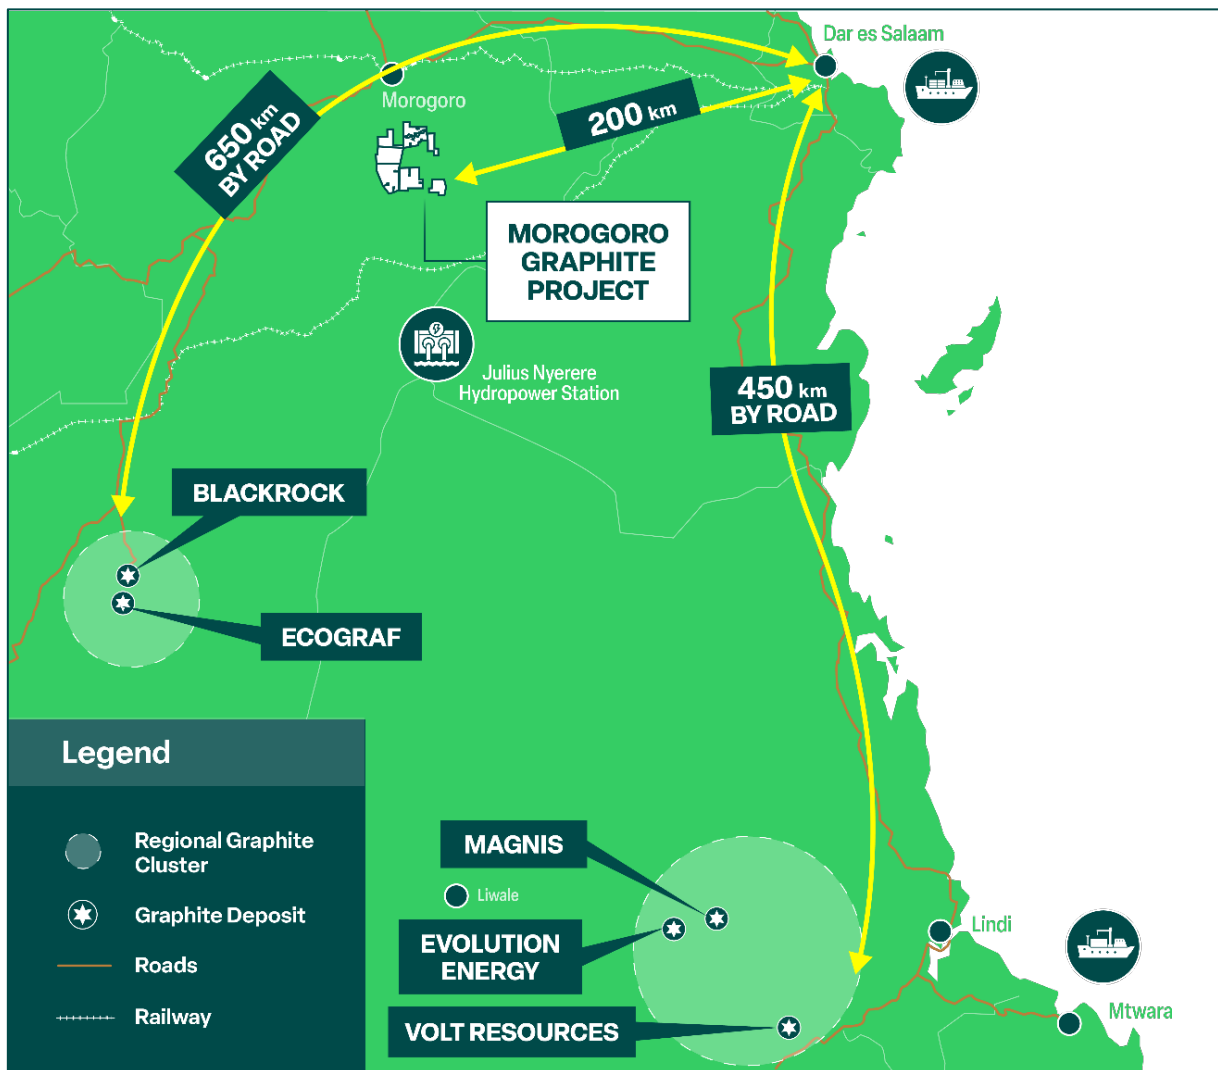 Dar es Salaam
Morogoro
650 km
BY ROAD
200 km
MOROGORO
GRAPHITE
PROJECT
Julius Nyerere
Hydropower Station
450 km
BY ROAD
BLACKROCK
ECOGRAF
Legend
Regional Graphite
Cluster
Graphite Deposit
Roads
Railway
MAGNIS
Liwale
EVOLUTION
ENERGY
VOLT RESOURCES
Lindi
Mtwara